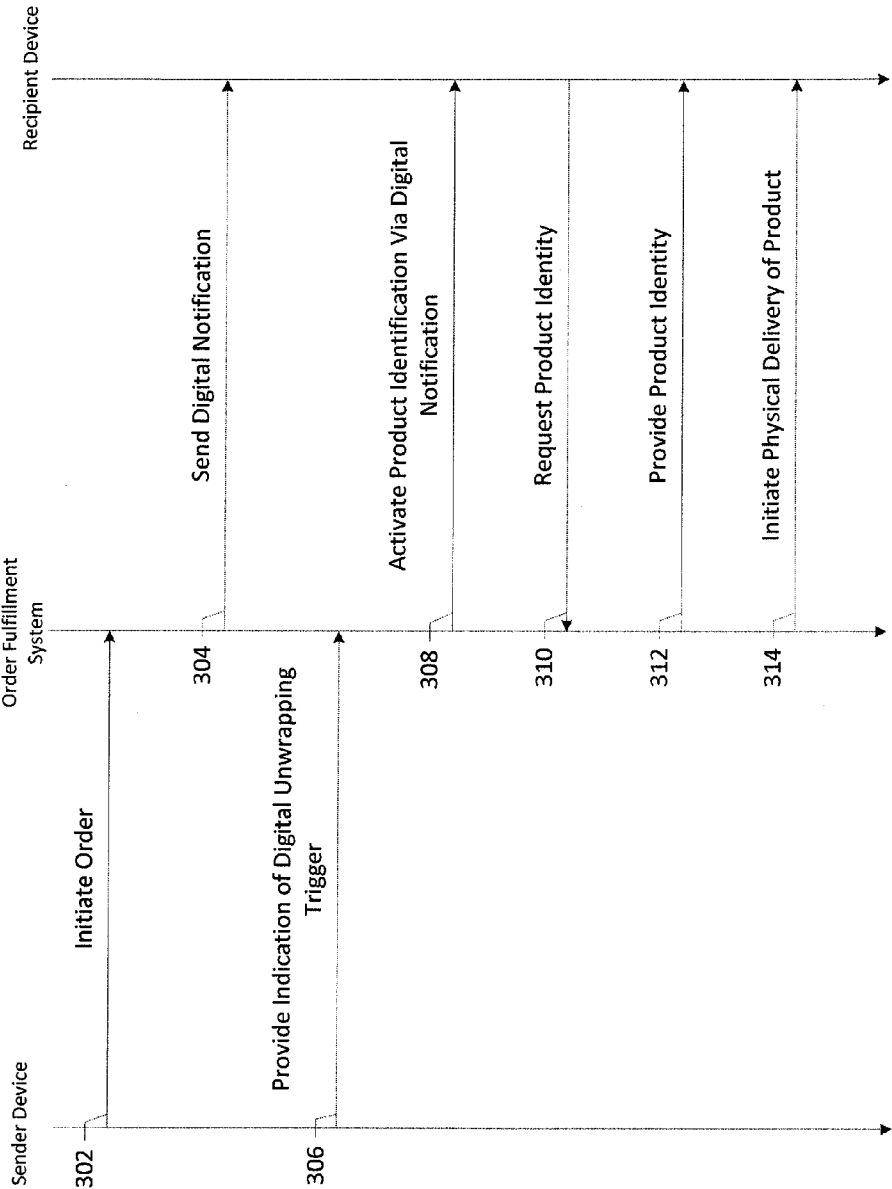 Sender Device
Order Fulfillment
System
Recipient Device
302
Initiate Order
304
Send Digital Notification
306
Provide Indication of Digital Unwrapping
Trigger
308
Activate Product Identification Via Digital
Notification
310
Request Product Identity
312
Provide Product Identity
314
Initiate Physical Delivery of Product